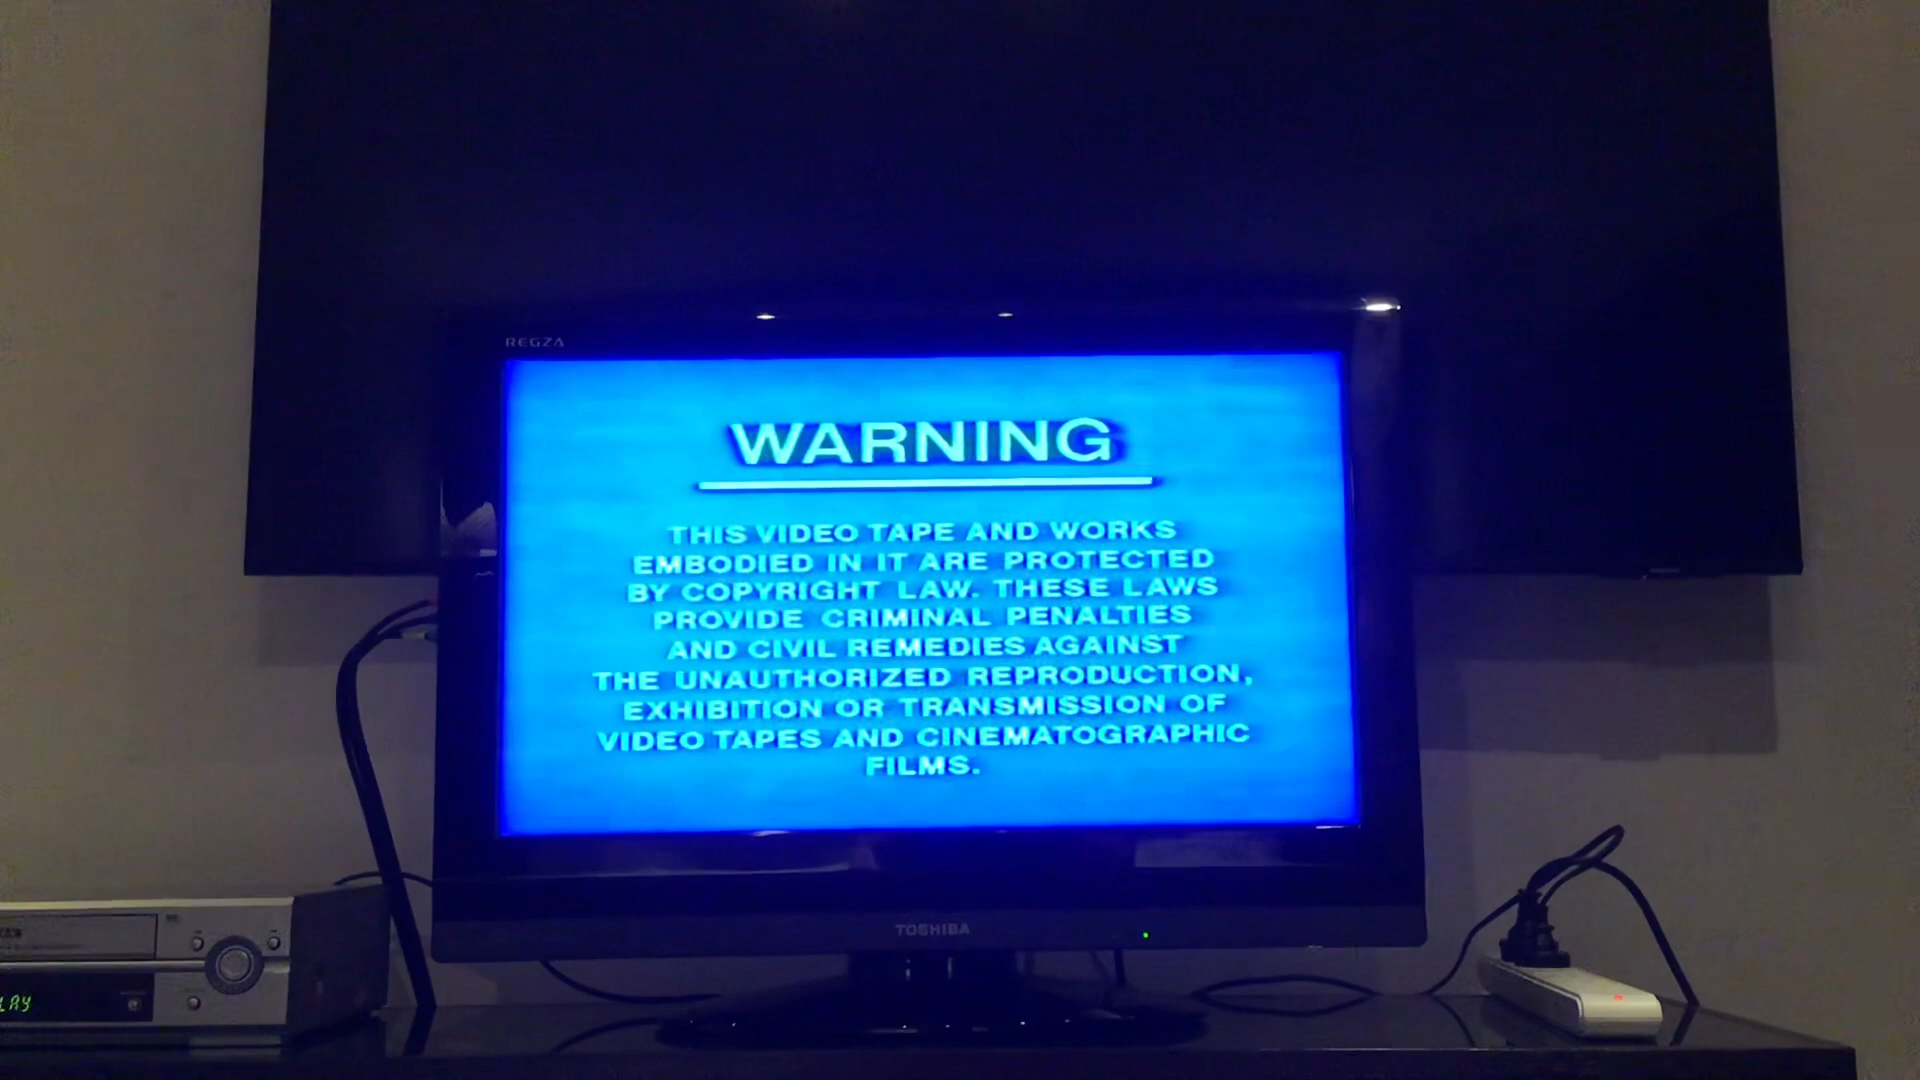 REGZA
WARNING
THIS VIDEO TAPE AND WORKS
EMBODIED IN IT ARE PROTECTED
BY COPYRIGHT LAW. THESE LAWS
PROVIDE CRIMINAL PENALTIES
AND CIVIL REMEDIES AGAINST
THE UNAUTHORIZED REPRODUCTION,
EXHIBITION OR TRANSMISSION OF
VIDEO TAPES AND CINEMATOGRAPHIC
FILMS.
TOSHIBA